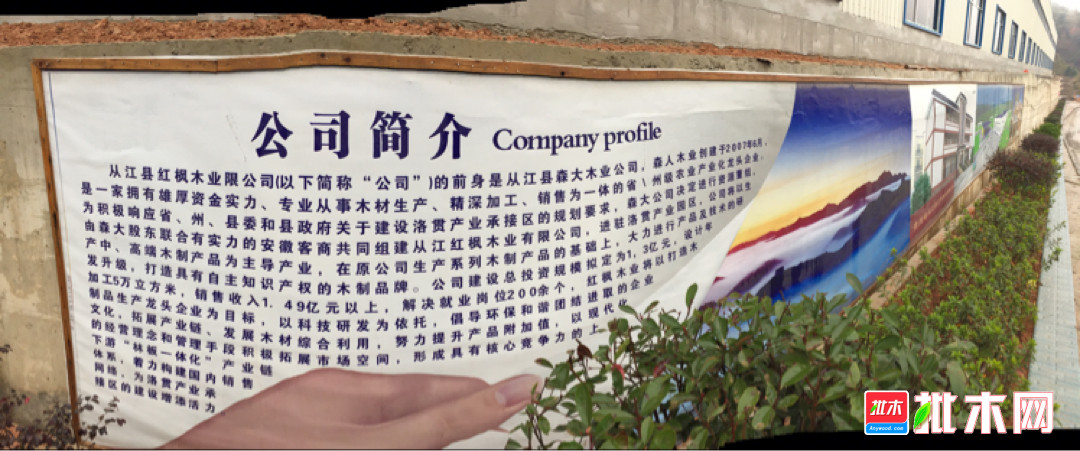 公司简介 Company profile
从江县红枫木业限公司(以下简称“公司”)的前身是从江县森大木业公司，森人木业创建于2007年6月，
是一家拥有雄厚资金实力、专业从事木材生产、精深加工、销售为一体的省、州级农业产业化龙头企业.
为积极响应省、州、县委和县政府关于建设洛贯产业承接区的规划要求，森大公司决定进行资源重组，
由森大股东联合有实力的安徽客商共同组建从江红枫木业有限公司，进驻洛贯产业园区，公司将以生
产中、高端木制产品为主导产业，在原公司生产系列木制产品的基础上，大力进行产品及技术的研
发升级，打造具有自主知识产权的木制品牌。公司建设总投资规模拟定为1.3亿元，设计年
加工5万立方米，销售收入1.49亿元以上，解决就业岗位200余个，红枫木业将以打造木
制品生产龙头企业为目标，以科技研发为依托，倡导环保和谐团结进取的企业
文化，拓展产业链、发展木材综合利用，努力提升产品附加值，以现代化
的经营理念和管理手段积极拓展市场空间，形成具有核心竞争力的上、
下游“林板一体化”产业链
体系，着力构建国内销售
网络，为洛贯产业承
接区的建设增添活力
批木 Anywood.com 批木网